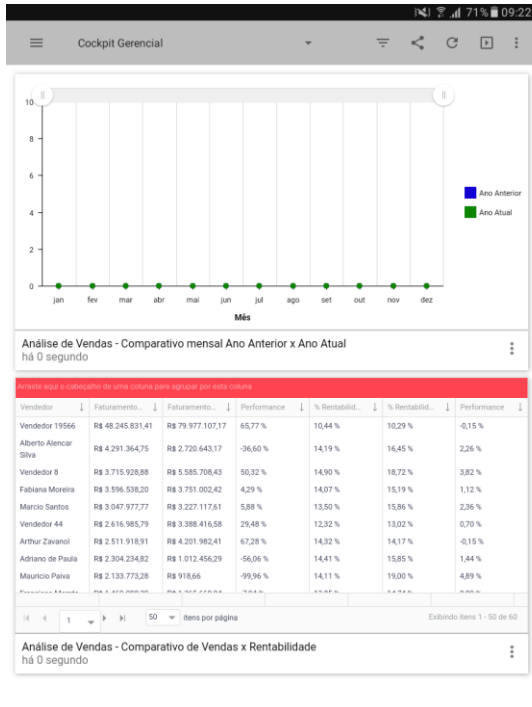 71% 09:22
Cockpit Gerencial
10
8
6
4
2
0
jan fev mar abr mai jun jul ago set out nov dez
Mês
Ano Anterior
Ano Atual
Análise de Vendas - Comparativo mensal Ano Anterior x Ano Atual
há 0 segundo
Arraste aqui o cabeçalho de uma coluna para agrupar por esta coluna
Vendedor Faturamento... Faturamento... Performance % Rentabilid... % Rentabilid... Performance
Vendedor 19566 R$ 48.245.831,41 R$ 79.977.107,17 65,77 % 10,44 % 10,29 % -0,15 %
Alberto Alencar
Silva R$ 4.291.364,75 R$ 2.720.643,17 -36,60 % 14,19 % 16,45 % 2,26 %
Vendedor 8 R$ 3.715.928,88 R$ 5.585.708,43 50,32 % 14,90 % 18,72 % 3,82 %
Fabiana Moreira R$ 3.596.538,20 R$ 3.751.002,42 4,29 % 14,07 % 15,19 % 1,12 %
Marcio Santos R$ 3.047.977,77 R$ 3.227.117,61 5,88 % 13,50 % 15,86 % 2,36 %
Vendedor 44 R$ 2.616.985,79 R$ 3.388.416,58 29,48 % 12,32 % 13,02 % 0,70 %
Arthur Zavanol R$ 2.511.918,91 R$ 4.201.982,41 67,28 % 14,32 % 14,17 % -0,15 %
Adriano de Paula R$ 2.304.234,82 R$ 1.012.456,29 -56,06 % 14,41 % 15,85 % 1,44 %
Mauricio Paiva R$ 2.133.773,28 R$ 918,66 -99,96 % 14,11 % 19,00 % 4,89 %
1 50 itens por página Exibindo itens 1 - 50 de 60
Análise de Vendas - Comparativo de Vendas x Rentabilidade
há 0 segundo